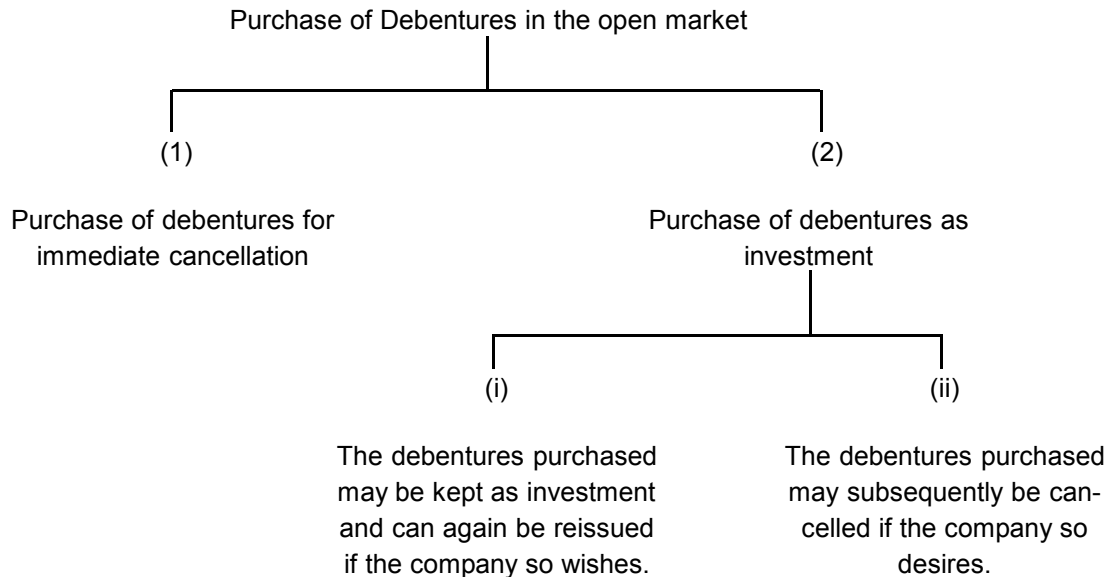 Purchase of Debentures in the open market
(1)
Purchase of debentures for
immediate cancellation
(2)
Purchase of debentures as
investment
(i)
The debentures purchased
may be kept as investment
and can again be reissued
if the company so wishes.
(ii)
The debentures purchased
may subsequently be can-
celled if the company so
desires.